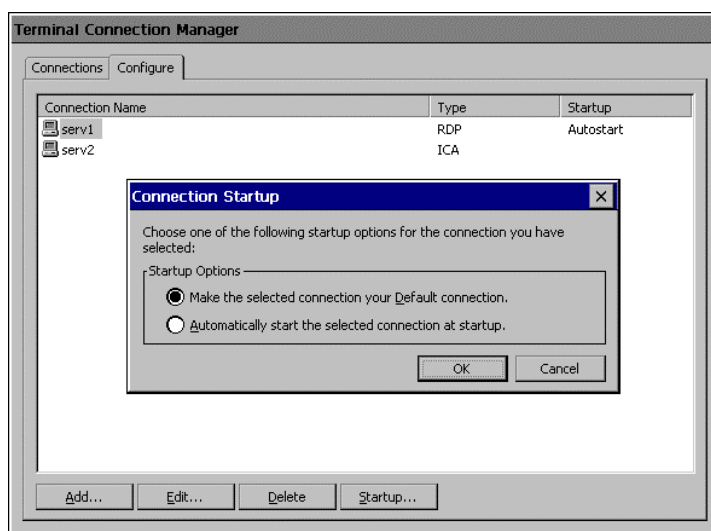 Terminal Connection Manager
Connections Configure
Connection Name Type Startup
serv1 RDP Autostart
serv2 ICA
Connection Startup
Choose one of the following startup options for the connection you have
selected:
Startup Options
Make the selected connection your Default connection.
Automatically start the selected connection at startup.
OK Cancel
Add... Edit... Delete Startup...